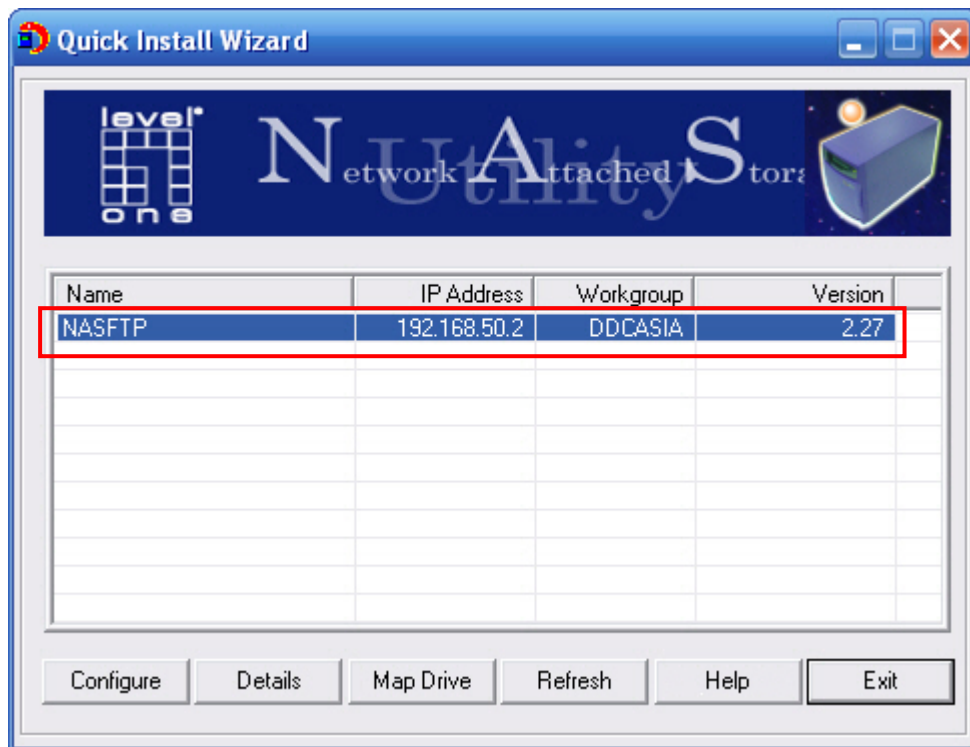 Quick Install Wizard
level
one
Network Attached Stora
Utility
Name IP Address Workgroup Version
NASFTP 192.168.50.2 DDCASIA 2.27
Configure Details Map Drive Refresh Help Exit